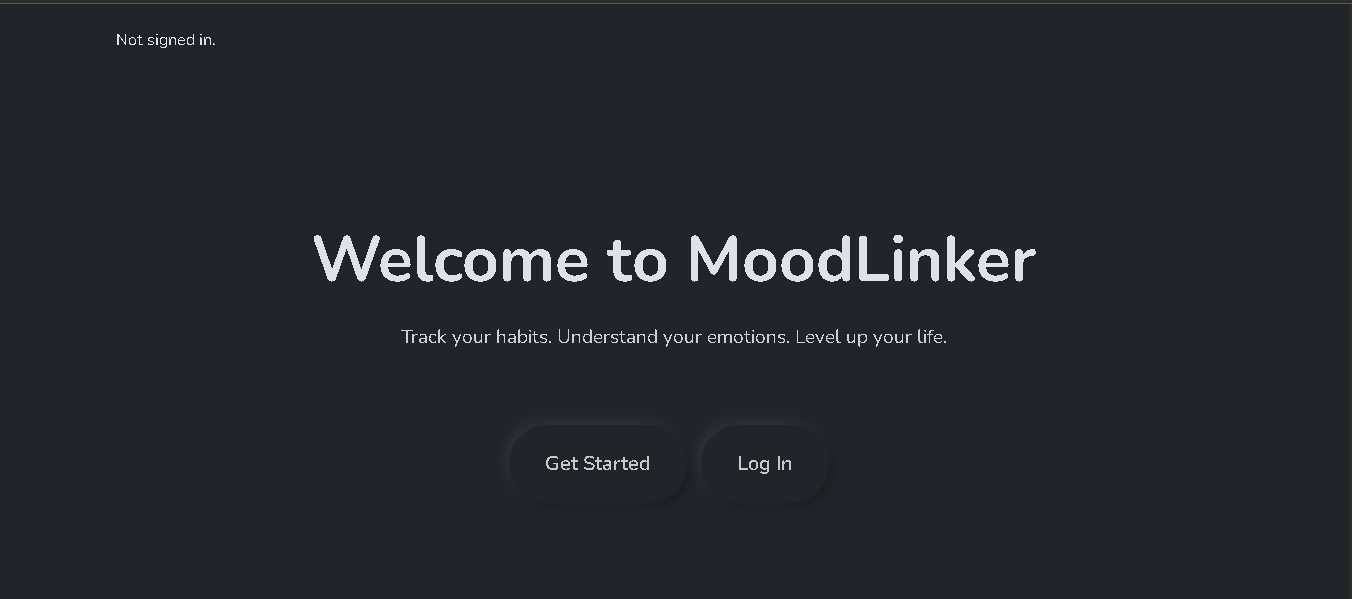 Not signed in.
Welcome to MoodLinker
Track your habits. Understand your emotions. Level up your life.
Get Started
Log In